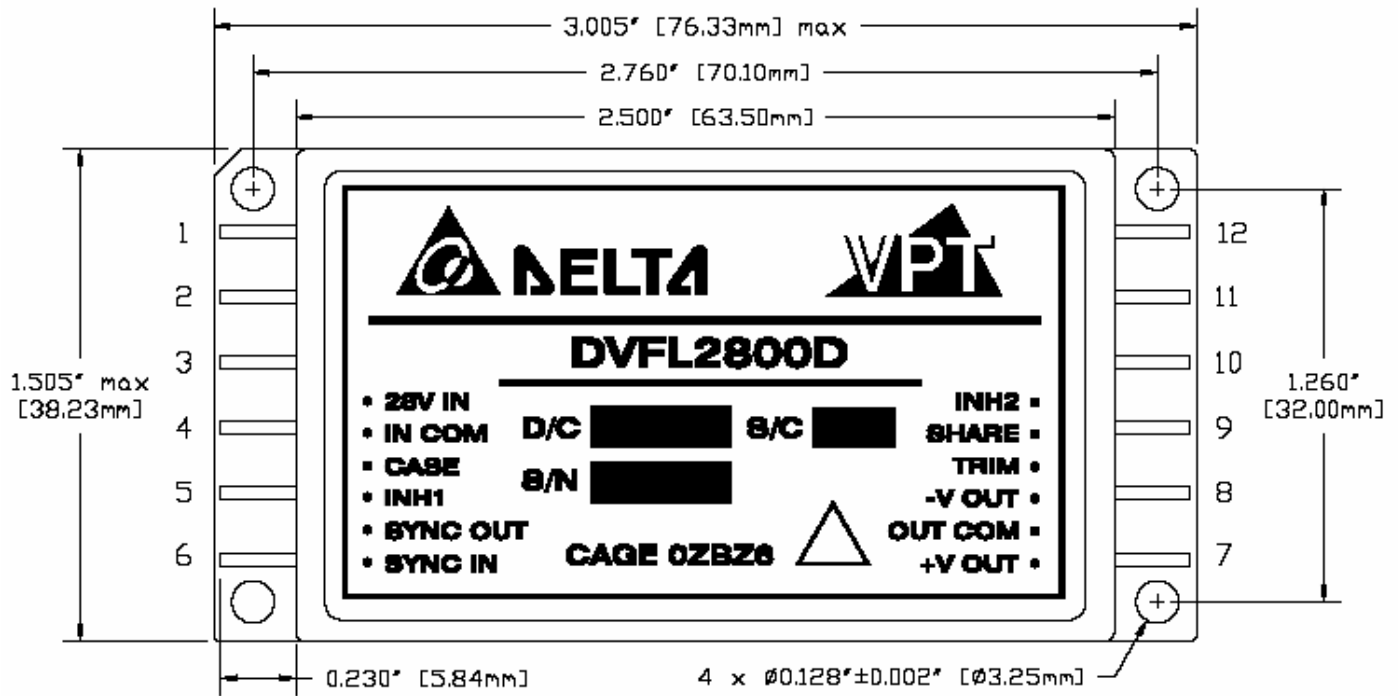 3.005" [76.33mm] max
2.760" [70.10mm]
2.500" [63.50mm]
1
2
3
4
5
6
1.505" max
[38.23mm]
DELTA
VPT
DVFL2800D
• 28V IN
• IN COM
• CASE
• INH1
• SYNC OUT
• SYNC IN
D/C
S/C
S/N
CAGE 0ZBZ6
INH2 •
SHARE •
TRIM •
-V OUT •
OUT COM •
+V OUT •
12
11
10
9
8
7
1.260"
[32.00mm]
0.230" [5.84mm]
4 x Ø0.128"±0.002" [Ø3.25mm]